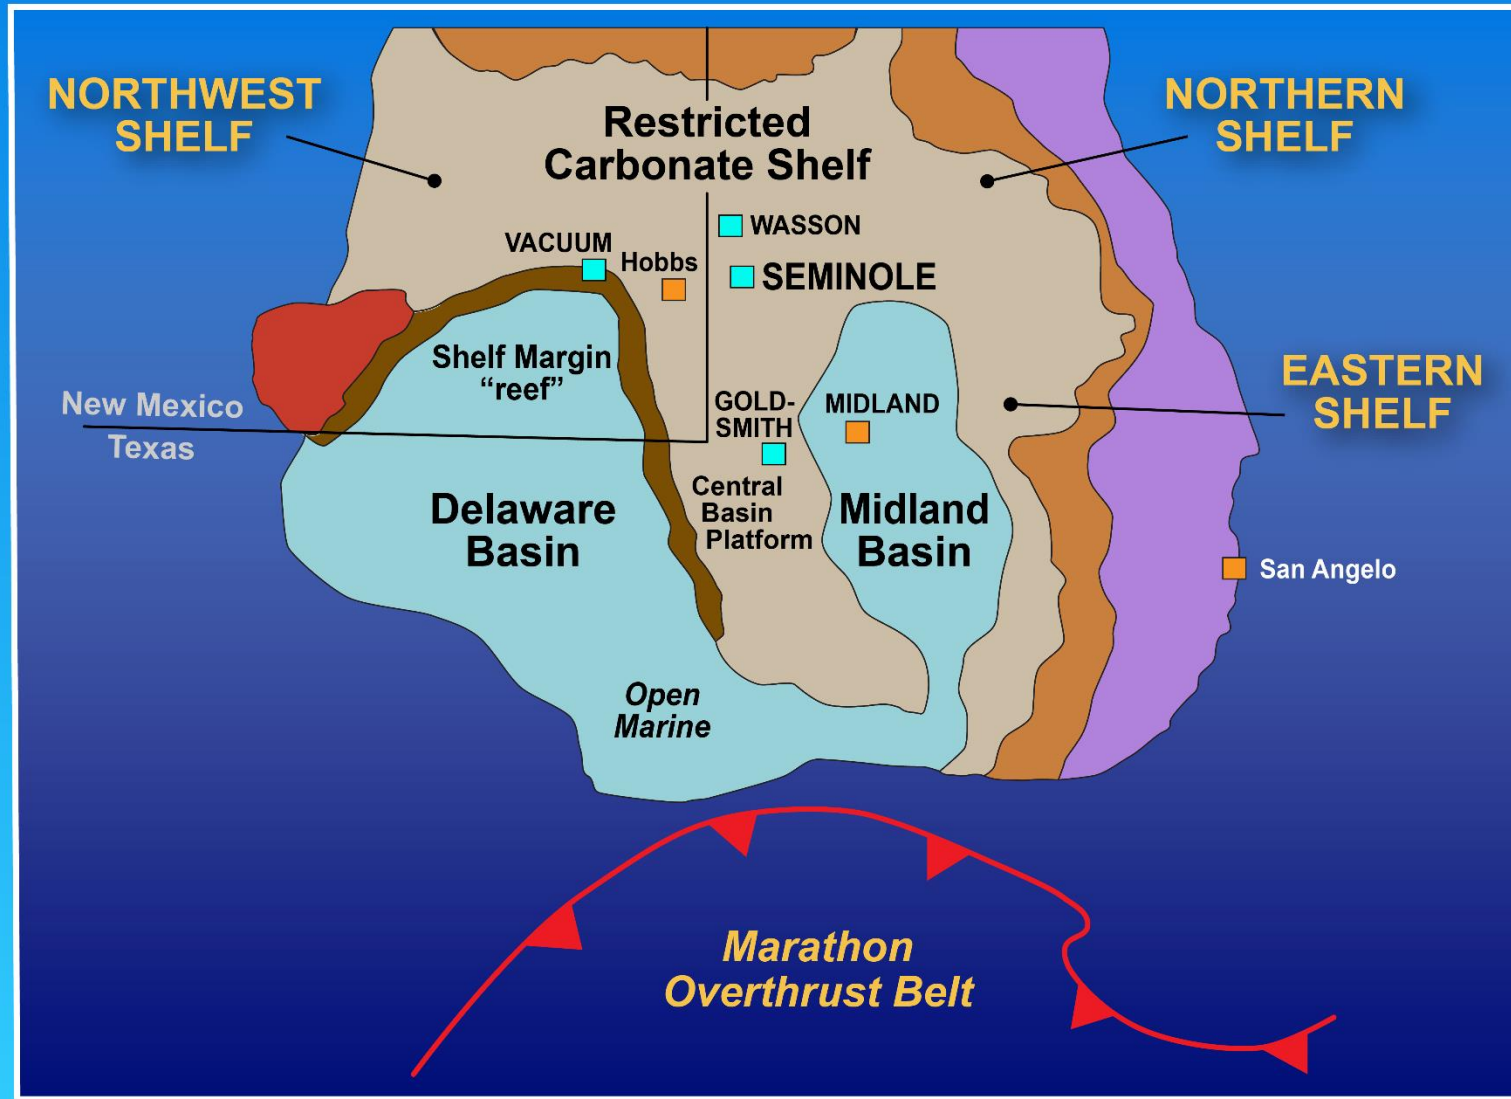 NORTHWEST
SHELF
NORTHERN
SHELF
Restricted
Carbonate Shelf
WASSON
VACUUM
Hobbs
SEMINOLE
Shelf Margin
“reef”
EASTERN
SHELF
New Mexico
Texas
GOLD-
SMITH
MIDLAND
Central
Basin
Platform
Delaware
Basin
Midland
Basin
San Angelo
Open
Marine
Marathon
Overthrust Belt